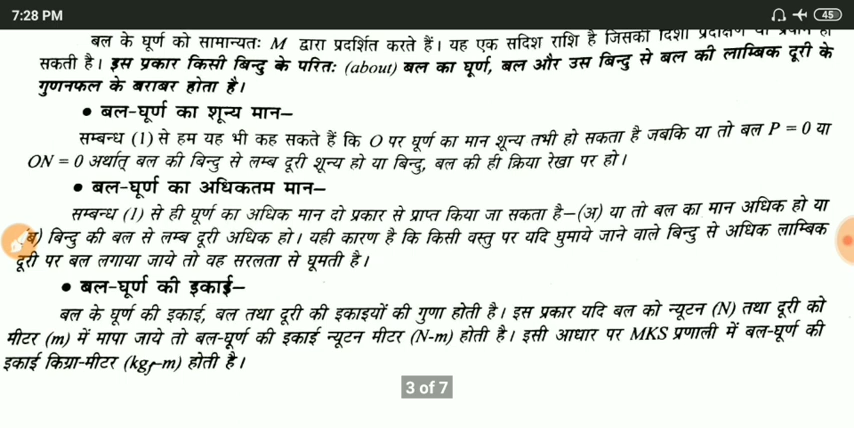 7:28 PM
45
बल के घूर्ण को सामान्यतः M द्वारा प्रदर्शित करते हैं। यह एक सदिश राशि है जिसकी दिशा
सकती है। इस प्रकार किसी बिन्दु के परितः (about) बल का घूर्ण, बल और उस बिन्दु से बल की लाम्बिक दूरी के
गुणनफल के बराबर होता है।
● बल-घूर्ण का शून्य मान–
सम्बन्ध (1) से हम यह भी कह सकते हैं कि O पर घूर्ण का मान शून्य तभी हो सकता है जबकि या तो बल P = 0 या
ON = 0 अर्थात् बल की बिन्दु से लम्ब दूरी शून्य हो या बिन्दु, बल की ही क्रिया रेखा पर हो।
● बल-घूर्ण का अधिकतम मान–
सम्बन्ध (1) से ही घूर्ण का अधिक मान दो प्रकार से प्राप्त किया जा सकता है–(अ) या तो बल का मान अधिक हो या
ब) बिन्दु की बल से लम्ब दूरी अधिक हो। यही कारण है कि किसी वस्तु पर यदि घुमाये जाने वाले बिन्दु से अधिक लाम्बिक
दूरी पर बल लगाया जाये तो वह सरलता से घूमती है।
● बल-घूर्ण की इकाई–
बल के घूर्ण की इकाई, बल तथा दूरी की इकाइयों की गुणा होती है। इस प्रकार यदि बल को न्यूटन (N) तथा दूरी को
मीटर (m) में मापा जाये तो बल-घूर्ण की इकाई न्यूटन मीटर (N-m) होती है। इसी आधार पर MKS प्रणाली में बल-घूर्ण की
इकाई किग्रा-मीटर (kgf-m) होती है।
3 of 7